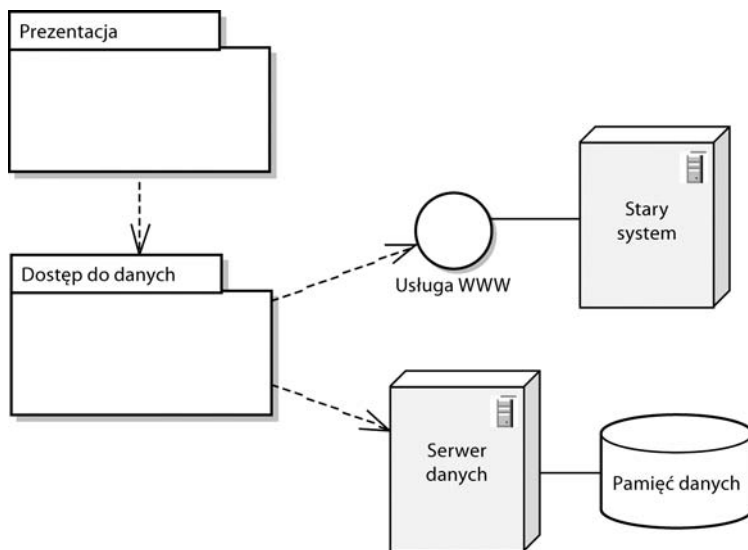 Prezentacja
Stary
system
Dostęp do danych
Usługa WWW
Serwer
danych
Pamięć danych